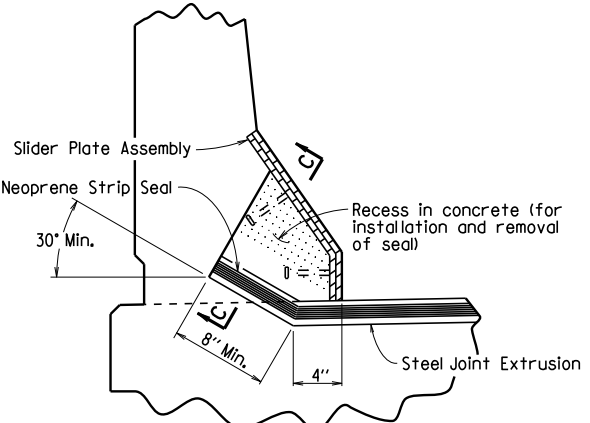 Slider Plate Assembly
C
Neoprene Strip Seal
Recess in concrete (for
installation and removal
of seal)
30° Min.
C
8" Min.
4"
Steel Joint Extrusion